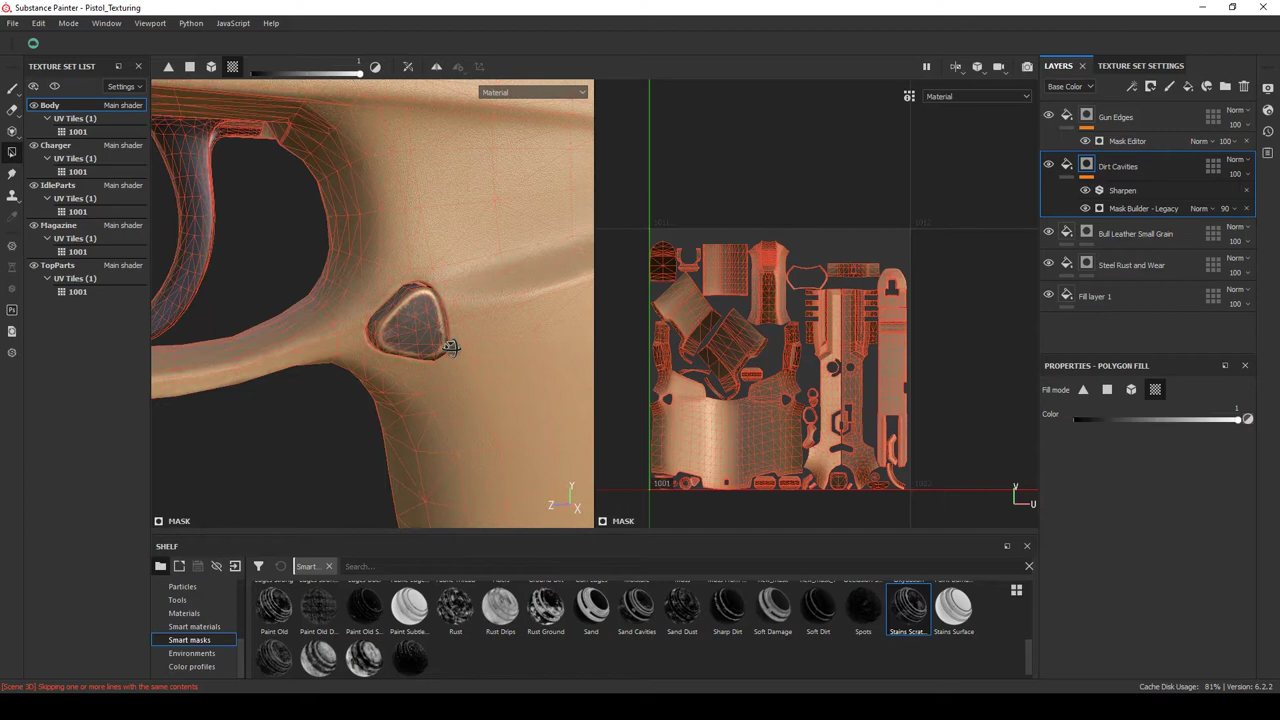 Substance Painter - Pistol_Texturing
File Edit Mode Window Viewport Python JavaScript Help
TEXTURE SET LIST
Settings
Body Main shader
UV Tiles (1)
1001
Charger Main shader
UV Tiles (1)
1001
IdleParts Main shader
UV Tiles (1)
1001
Magazine Main shader
UV Tiles (1)
1001
TopParts Main shader
UV Tiles (1)
1001
1
Material
Y
Z
X
MASK
Material
1011
1012
1001
1002
V
U
MASK
LAYERS
TEXTURE SET SETTINGS
Base Color
Gun Edges Norm
100
Mask Editor Norm 100
Dirt Cavities Norm
100
Sharpen
Mask Builder - Legacy Norm 90
Bull Leather Small Grain Norm
100
Steel Rust and Wear Norm
100
Fill layer 1 Norm
100
PROPERTIES - POLYGON FILL
Fill mode
1
Color
SHELF
Smart...
Search...
Particles
Tools
Materials
Smart materials
Smart masks
Environments
Color profiles
Paint Old Paint Old D... Paint Old S... Paint Subtle... Rust Rust Drips Rust Ground Sand Sand Cavities Sand Dust Sharp Dirt Soft Damage Soft Dirt Spots Stains Scrat... Stains Surface
[Scene 3D] Skipping one or more lines with the same contents
Cache Disk Usage: 81% | Version: 6.2.2